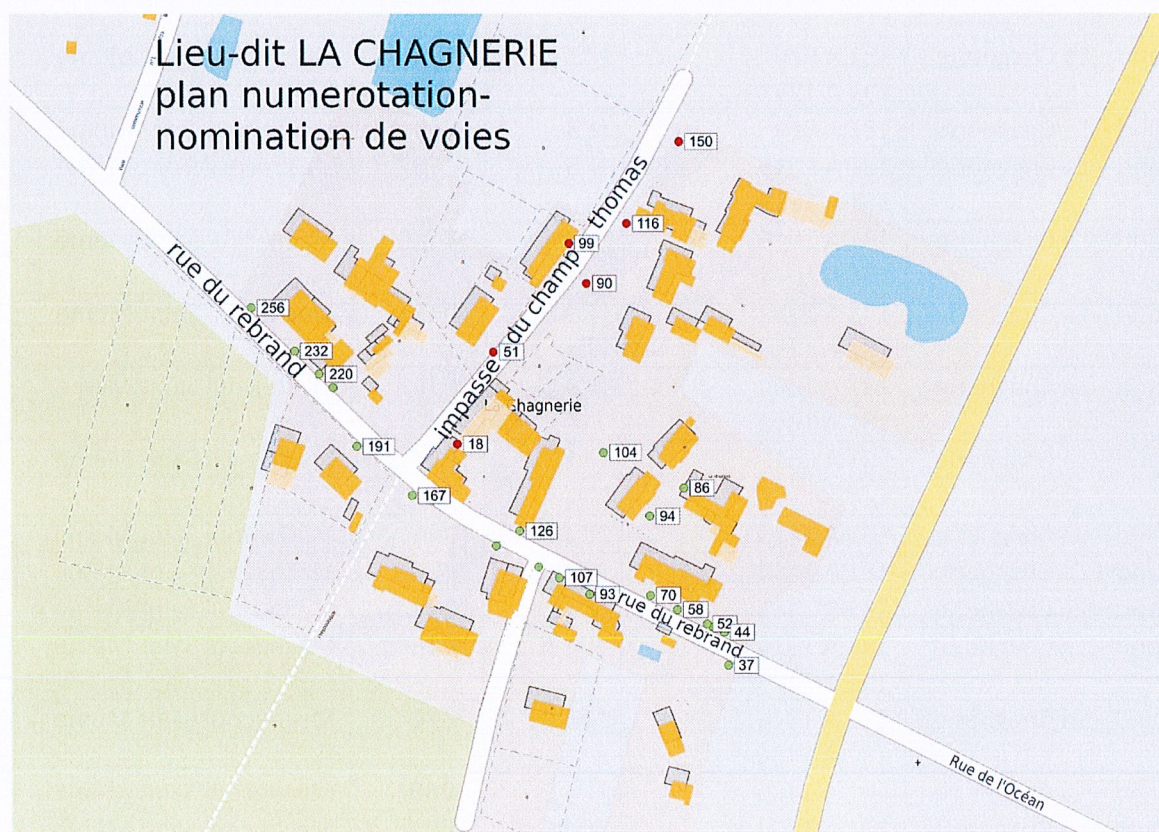 Lieu-dit LA CHAGNERIE
plan numerotation-
nomination de voies
150
impasse du champ thomas
116
99
90
rue du rebrand
256
232
51
220
La Chagnerie
18
191
104
86
167
94
126
107
93
70
rue du rebrand
58
52
44
37
Rue de l'Océan